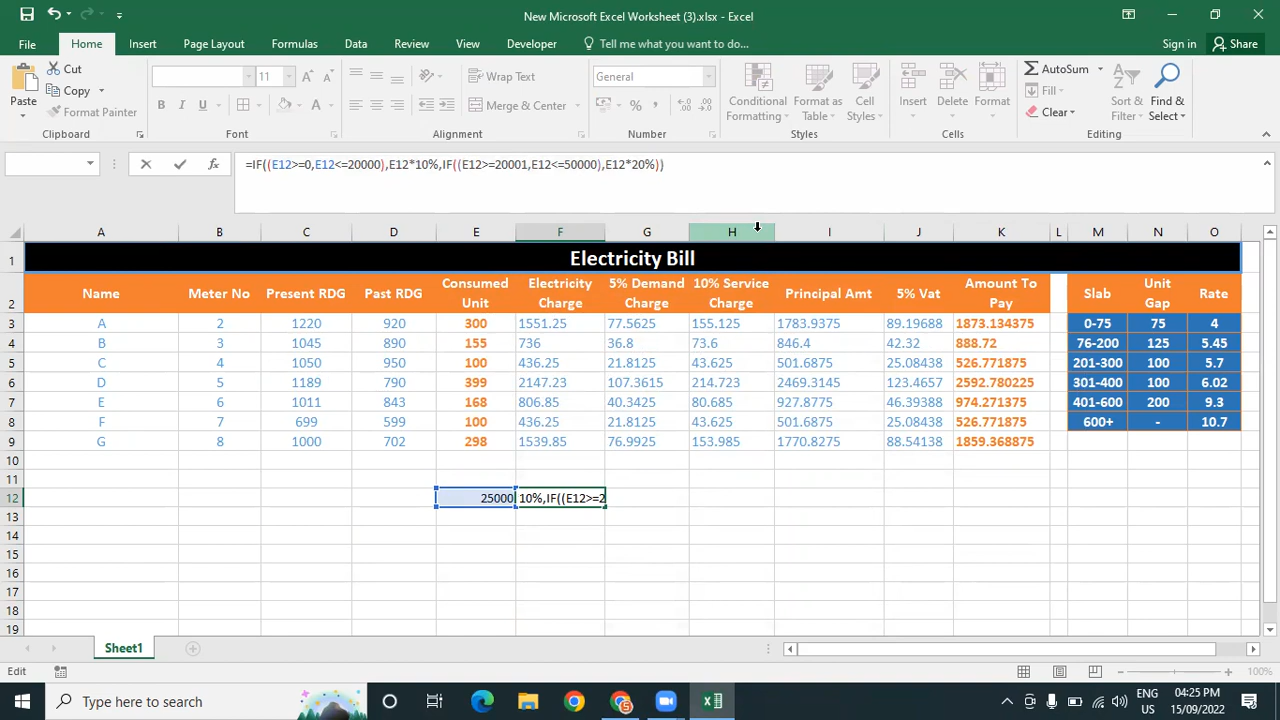 New Microsoft Excel Worksheet (3).xlsx - Excel
File Home Insert Page Layout Formulas Data Review View Developer Tell me what you want to do... Sign in Share
Cut
Copy
Format Painter
Paste
11
Wrap Text
Merge & Center
General
Conditional Formatting
Format as Table
Cell Styles
Insert Delete Format
AutoSum
Fill
Clear
Sort & Filter
Find & Select
Clipboard Font Alignment Number Styles Cells Editing
=IF((E12>=0,E12<=20000),E12*10%,IF((E12>=20001,E12<=50000),E12*20%))
A B C D E F G H I J K L M N O
1 Electricity Bill
2 Name Meter No Present RDG Past RDG Consumed Unit Electricity Charge 5% Demand Charge 10% Service Charge Principal Amt 5% Vat Amount To Pay Slab Unit Gap Rate
3 A 2 1220 920 300 1551.25 77.5625 155.125 1783.9375 89.19688 1873.134375 0-75 75 4
4 B 3 1045 890 155 736 36.8 73.6 846.4 42.32 888.72 76-200 125 5.45
5 C 4 1050 950 100 436.25 21.8125 43.625 501.6875 25.08438 526.771875 201-300 100 5.7
6 D 5 1189 790 399 2147.23 107.3615 214.723 2469.3145 123.4657 2592.780225 301-400 100 6.02
7 E 6 1011 843 168 806.85 40.3425 80.685 927.8775 46.39388 974.271375 401-600 200 9.3
8 F 7 699 599 100 436.25 21.8125 43.625 501.6875 25.08438 526.771875 600+ - 10.7
9 G 8 1000 702 298 1539.85 76.9925 153.985 1770.8275 88.54138 1859.368875
10
11
12 25000 10%,IF((E12>=2
13
14
15
16
17
18
19
Sheet1
Edit 100%
Type here to search
ENG
US
04:25 PM
15/09/2022